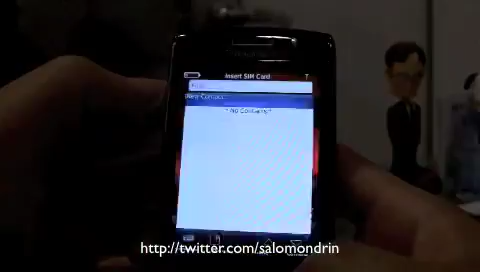 Insert SIM Card
New Contact
* No Contacts *
http://twitter.com/salomondrin